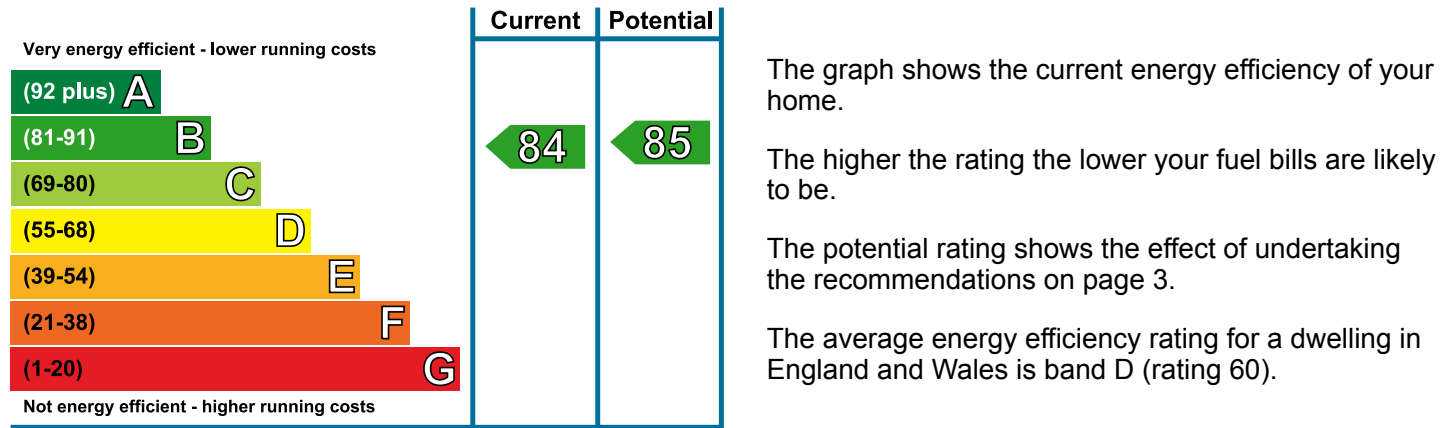 Current Potential
Very energy efficient - lower running costs
(92 plus) A
(81-91) B
84
85
(69-80) C
(55-68) D
(39-54) E
(21-38) F
(1-20) G
Not energy efficient - higher running costs
The graph shows the current energy efficiency of your
home.
The higher the rating the lower your fuel bills are likely
to be.
The potential rating shows the effect of undertaking
the recommendations on page 3.
The average energy efficiency rating for a dwelling in
England and Wales is band D (rating 60).